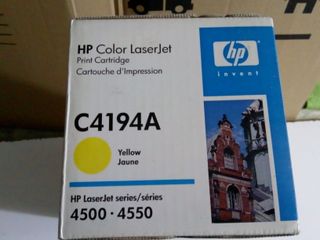 HP Color LaserJet
Print Cartridge
Cartouche d'Impression
hp
invent
C4194A
Yellow
Jaune
HP LaserJet series/séries
4500 · 4550